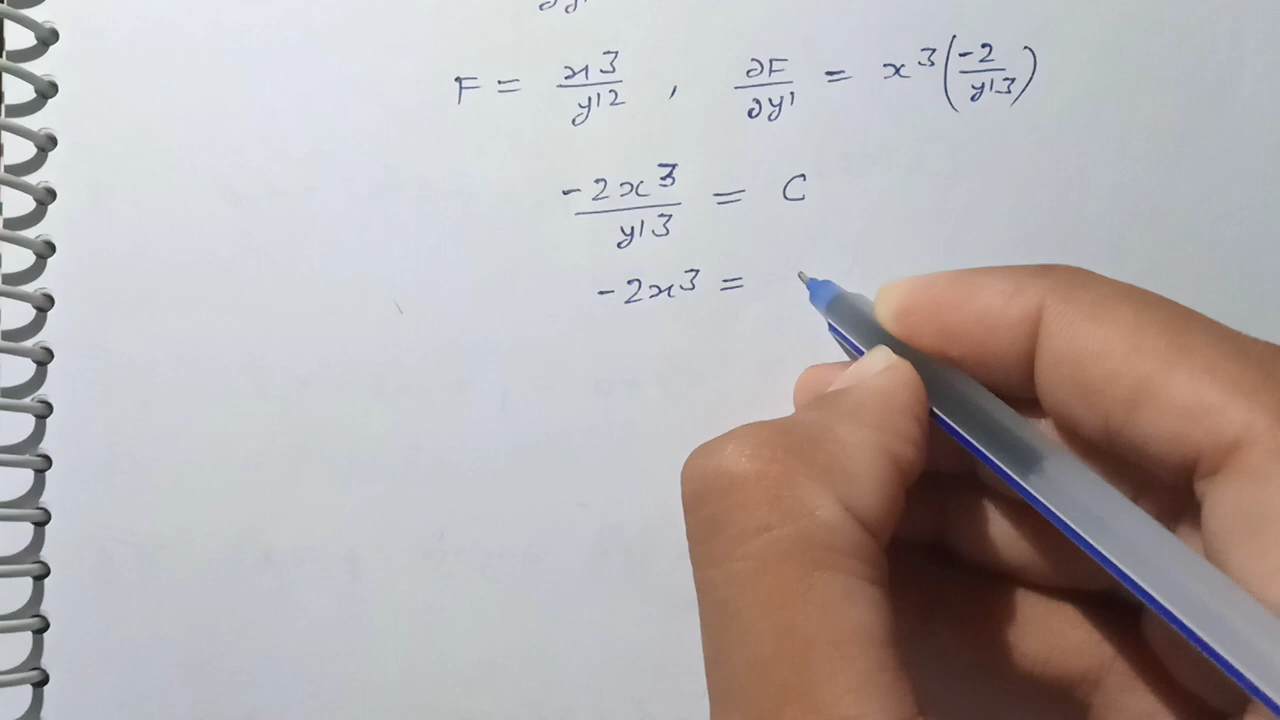 ∂y'
F = x³/y'² , ∂F/∂y' = x³(-2/y'³)
-2x³/y'³ = C
-2x³ =